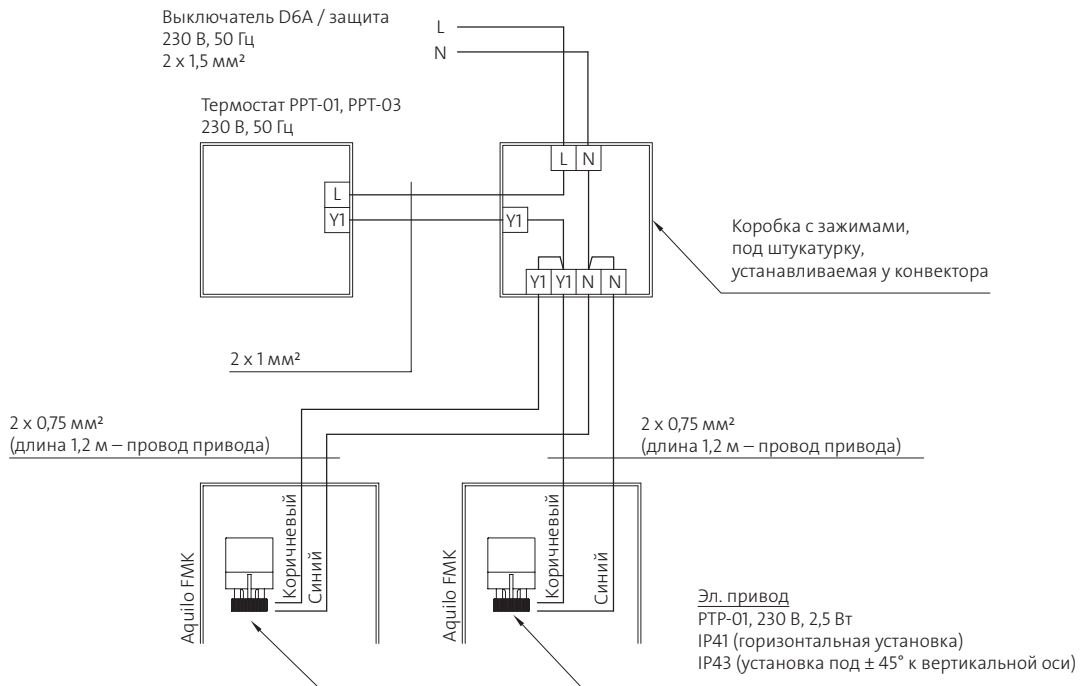 Выключатель D6A / защита
230 В, 50 Гц
2 x 1,5 мм²
L
N
Термостат PPT-01, PPT-03
230 В, 50 Гц
L N
L
Y1
Y1
Коробка с зажимами,
под штукатурку,
устанавливаемая у конвектора
Y1 Y1 N N
2 x 1 мм²
2 x 0,75 мм²
(длина 1,2 м – провод привода)
2 x 0,75 мм²
(длина 1,2 м – провод привода)
Aquilo FMK
Коричневый
Синий
Aquilo FMK
Коричневый
Синий
Эл. привод
РТР-01, 230 В, 2,5 Вт
IP41 (горизонтальная установка)
IP43 (установка под ± 45° к вертикальной оси)